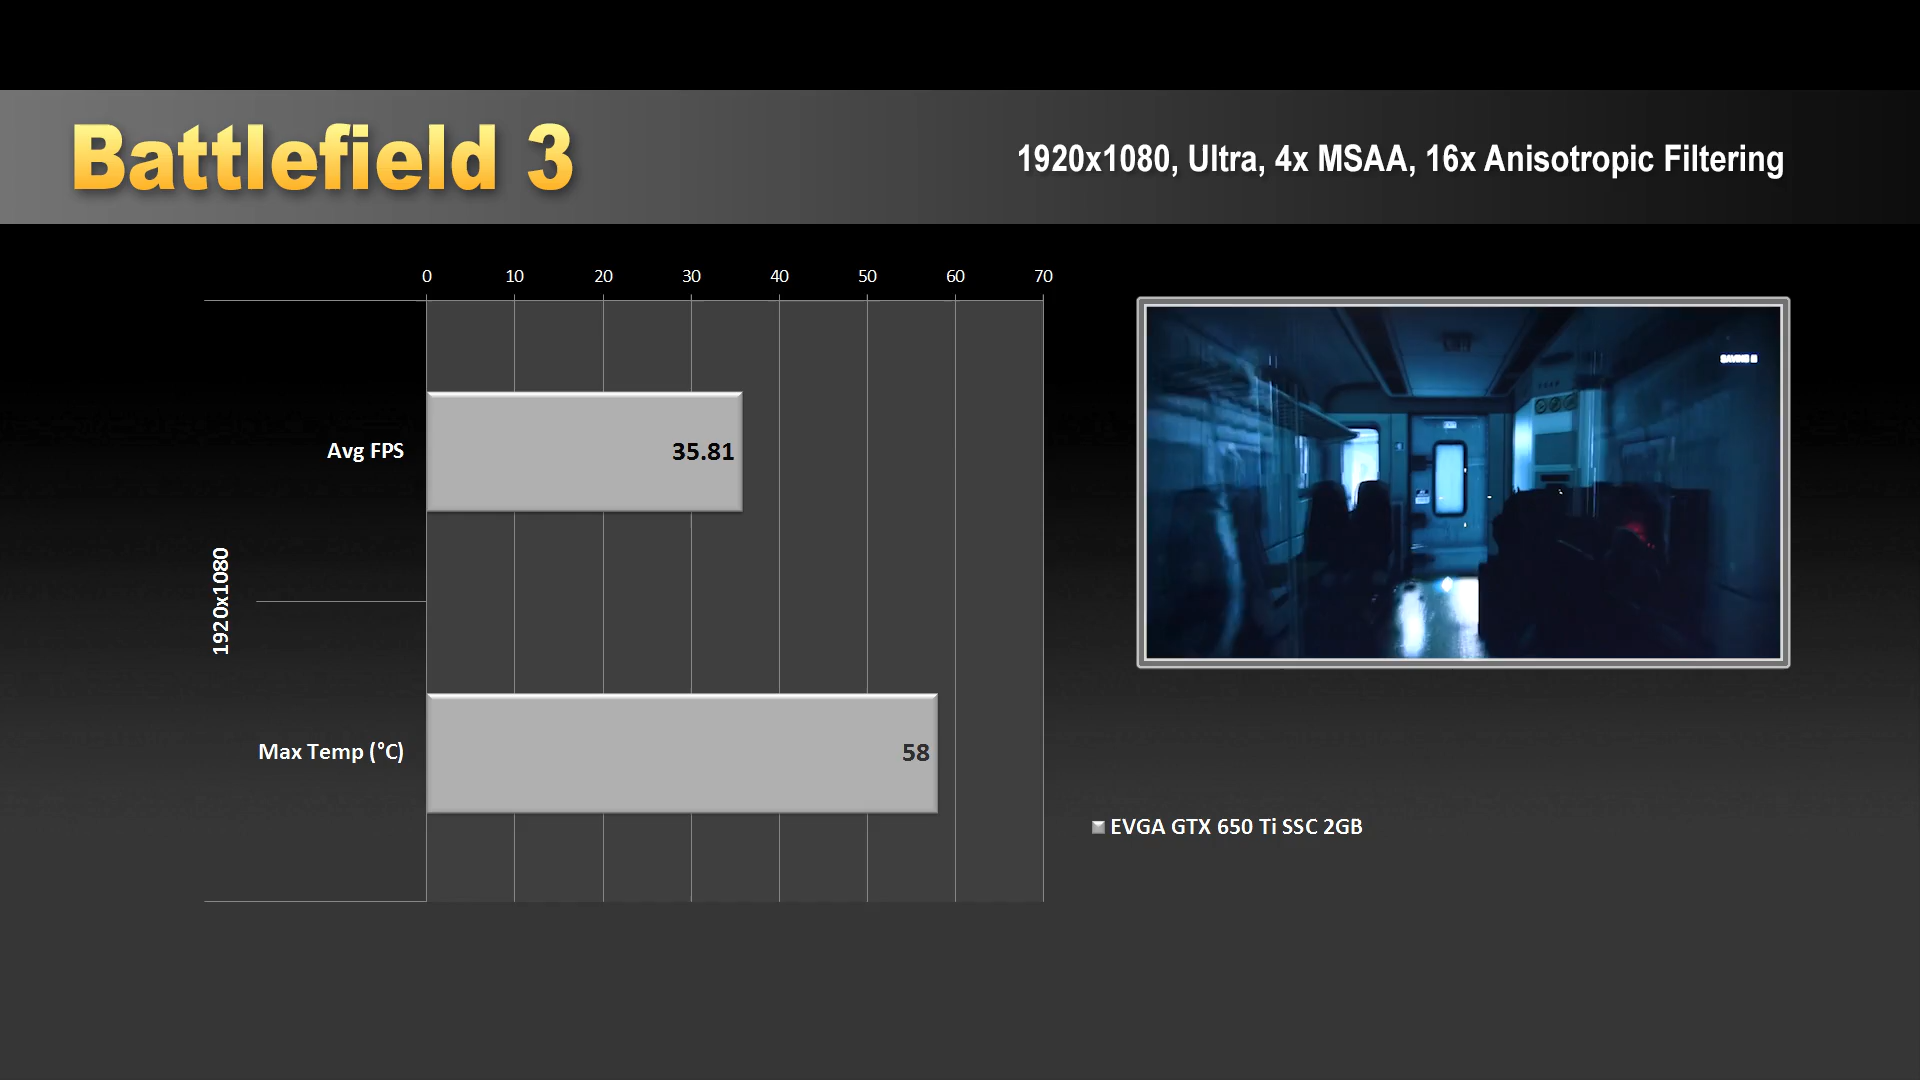 Battlefield 3
1920x1080, Ultra, 4x MSAA, 16x Anisotropic Filtering
0 10 20 30 40 50 60 70
Avg FPS
35.81
1920x1080
Max Temp (°C)
58
EVGA GTX 650 Ti SSC 2GB